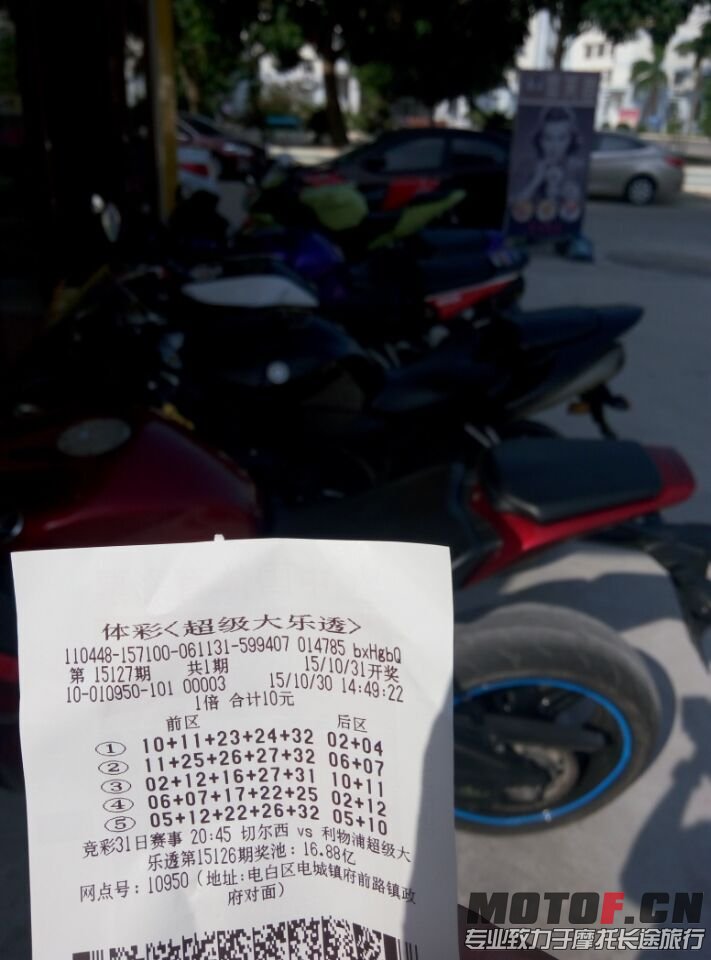 体彩<超级大乐透>
110448-157100-061131-599407 014785 bxHgbQ
第 15127期 共1期 15/10/31开奖
10-010950-101 00003 15/10/30 14:49:22
1倍 合计10元
前区 后区
① 10+11+23+24+32 02+04
② 11+25+26+27+32 06+07
③ 02+12+16+27+31 10+11
④ 06+07+17+22+25 02+12
⑤ 05+12+22+26+32 05+10
竞彩31日赛事 20:45 切尔西 vs 利物浦超级大
乐透第15126期奖池：16.88亿
网点号：10950（地址:电白区电城镇府前路镇政
府对面）
MOTOF.CN
专业致力于摩托长途旅行